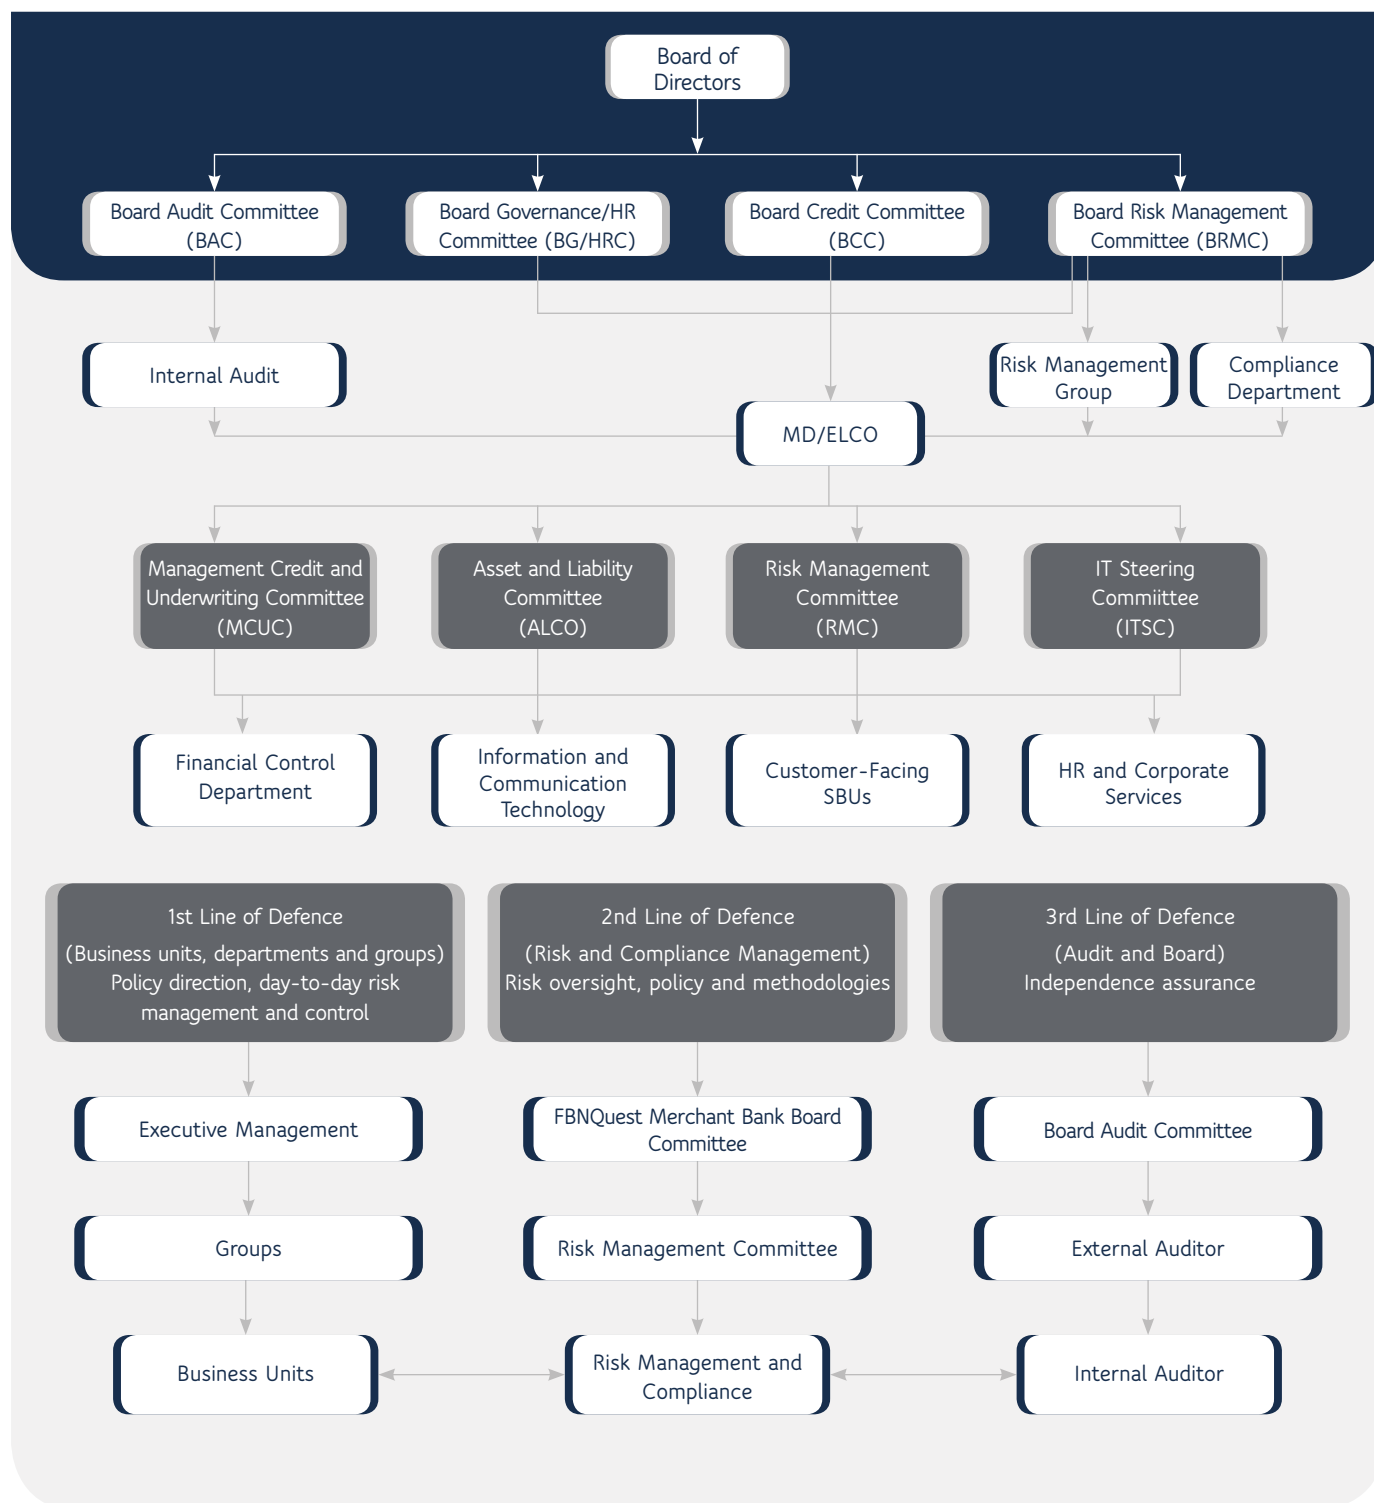 Board of
Directors
Board Audit Committee
(BAC)
Board Governance/HR
Committee (BG/HRC)
Board Credit Committee
(BCC)
Board Risk Management
Committee (BRMC)
Internal Audit
Risk Management
Group
Compliance
Department
MD/ELCO
Management Credit and
Underwriting Committee
(MCUC)
Asset and Liability
Committee
(ALCO)
Risk Management
Committee
(RMC)
IT Steering
Commiittee
(ITSC)
Financial Control
Department
Information and
Communication
Technology
Customer-Facing
SBUs
HR and Corporate
Services
1st Line of Defence
(Business units, departments and groups)
Policy direction, day-to-day risk
management and control
2nd Line of Defence
(Risk and Compliance Management)
Risk oversight, policy and methodologies
3rd Line of Defence
(Audit and Board)
Independence assurance
Executive Management
FBNQuest Merchant Bank Board
Committee
Board Audit Committee
Groups
Risk Management Committee
External Auditor
Business Units
Risk Management and
Compliance
Internal Auditor